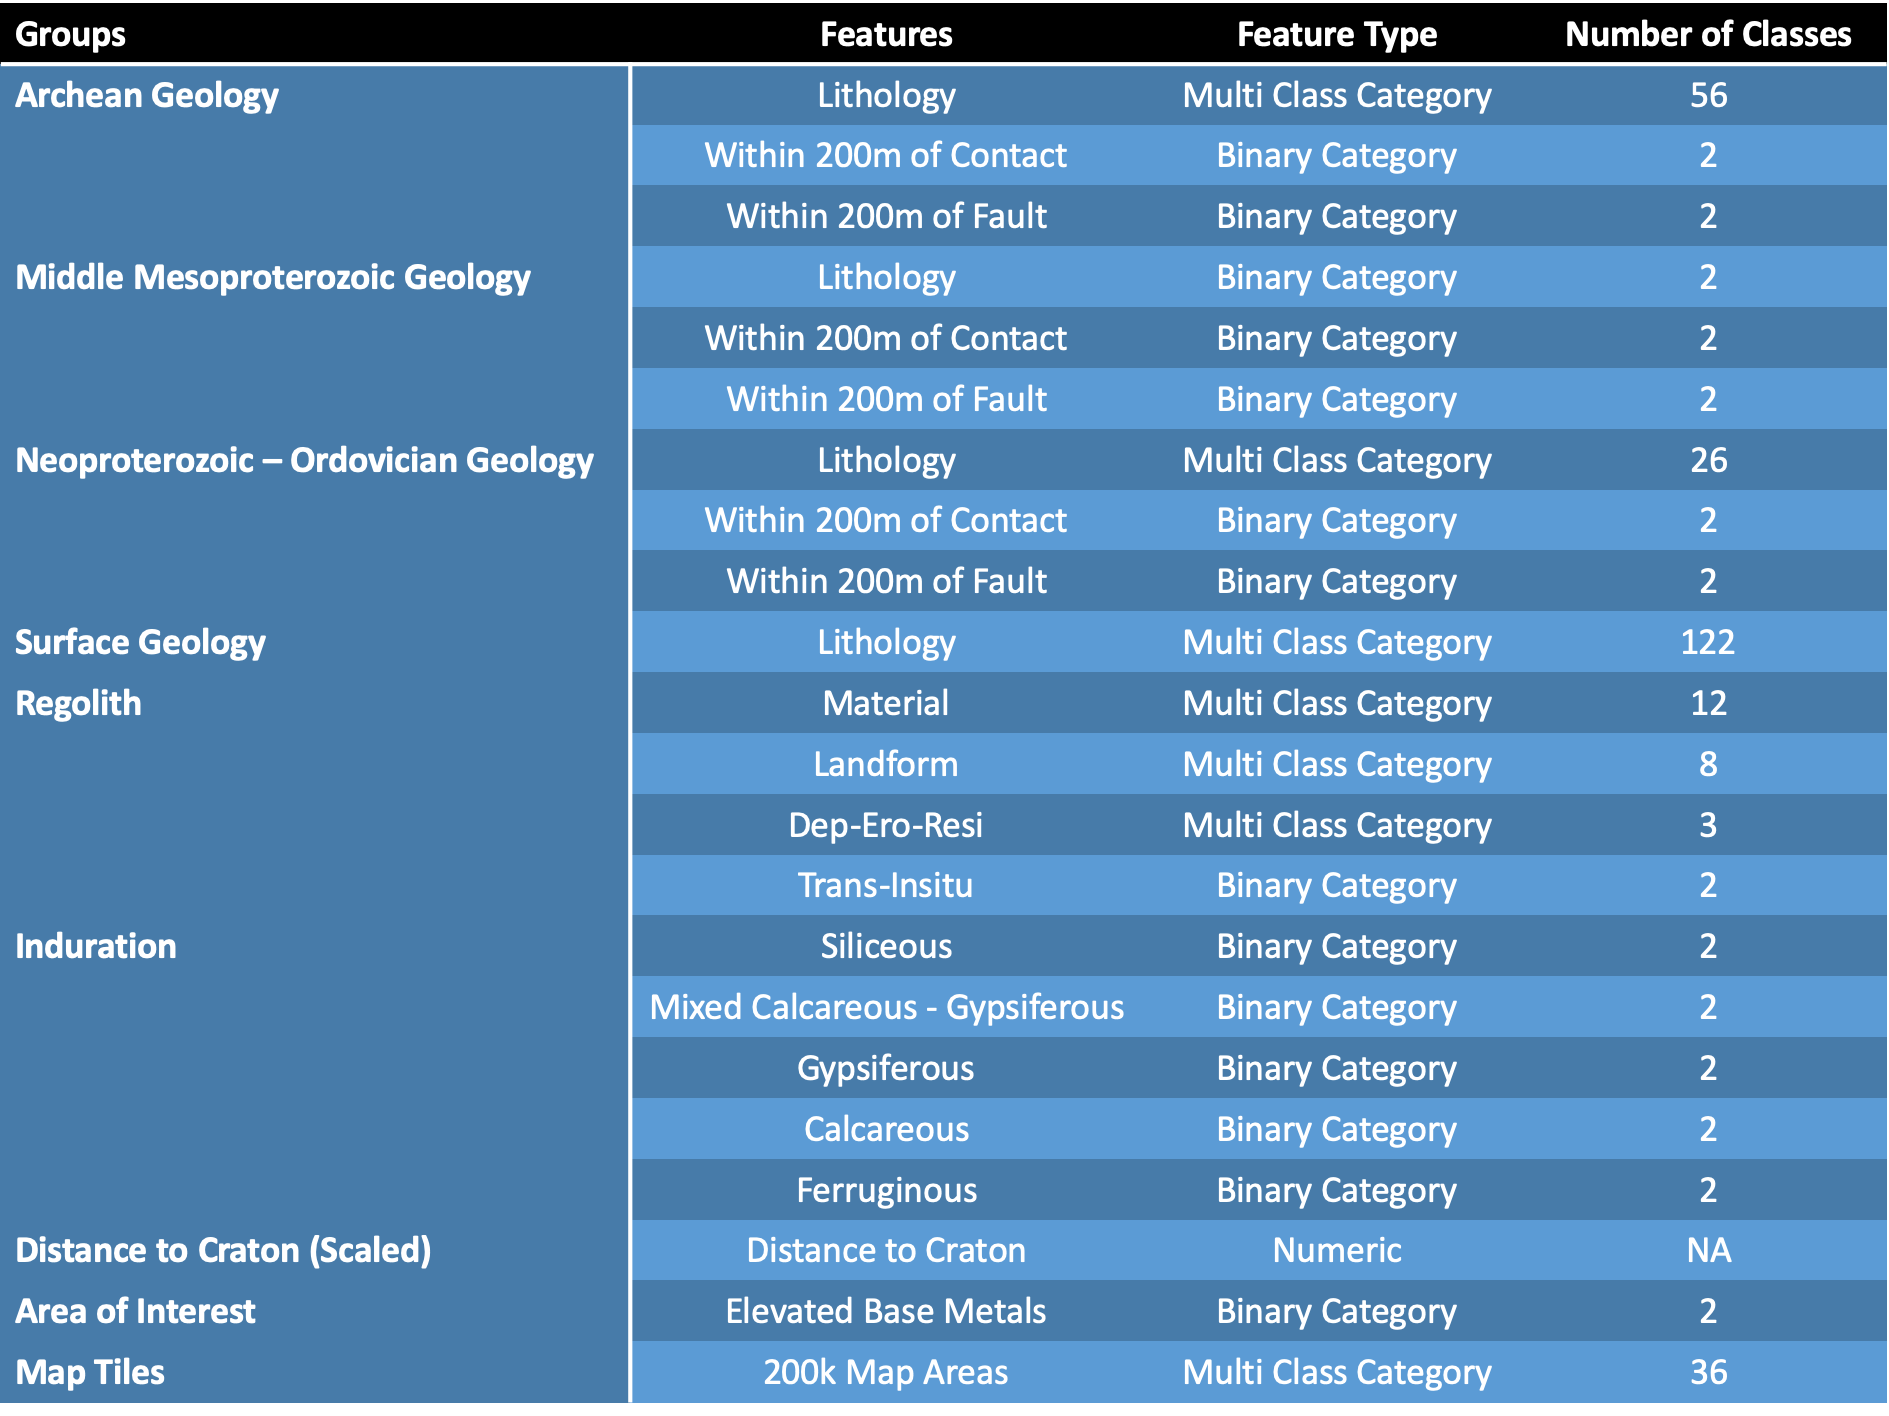 Groups Features Feature Type Number of Classes
Archean Geology Lithology Multi Class Category 56
Within 200m of Contact Binary Category 2
Within 200m of Fault Binary Category 2
Middle Mesoproterozoic Geology Lithology Binary Category 2
Within 200m of Contact Binary Category 2
Within 200m of Fault Binary Category 2
Neoproterozoic – Ordovician Geology Lithology Multi Class Category 26
Within 200m of Contact Binary Category 2
Within 200m of Fault Binary Category 2
Surface Geology Lithology Multi Class Category 122
Regolith Material Multi Class Category 12
Landform Multi Class Category 8
Dep-Ero-Resi Multi Class Category 3
Trans-Insitu Binary Category 2
Induration Siliceous Binary Category 2
Mixed Calcareous - Gypsiferous Binary Category 2
Gypsiferous Binary Category 2
Calcareous Binary Category 2
Ferruginous Binary Category 2
Distance to Craton (Scaled) Distance to Craton Numeric NA
Area of Interest Elevated Base Metals Binary Category 2
Map Tiles 200k Map Areas Multi Class Category 36